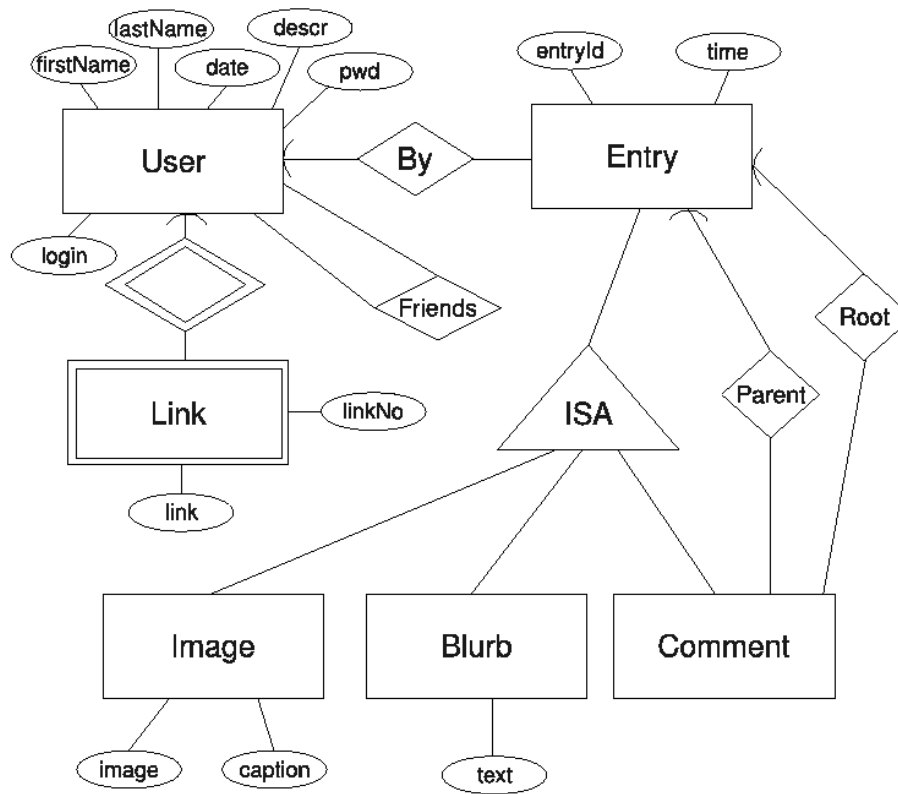 lastName
descr
firstName
date
pwd
entryId
time
User
By
Entry
login
Friends
Root
Link
linkNo
ISA
Parent
link
Image
Blurb
Comment
image
caption
text